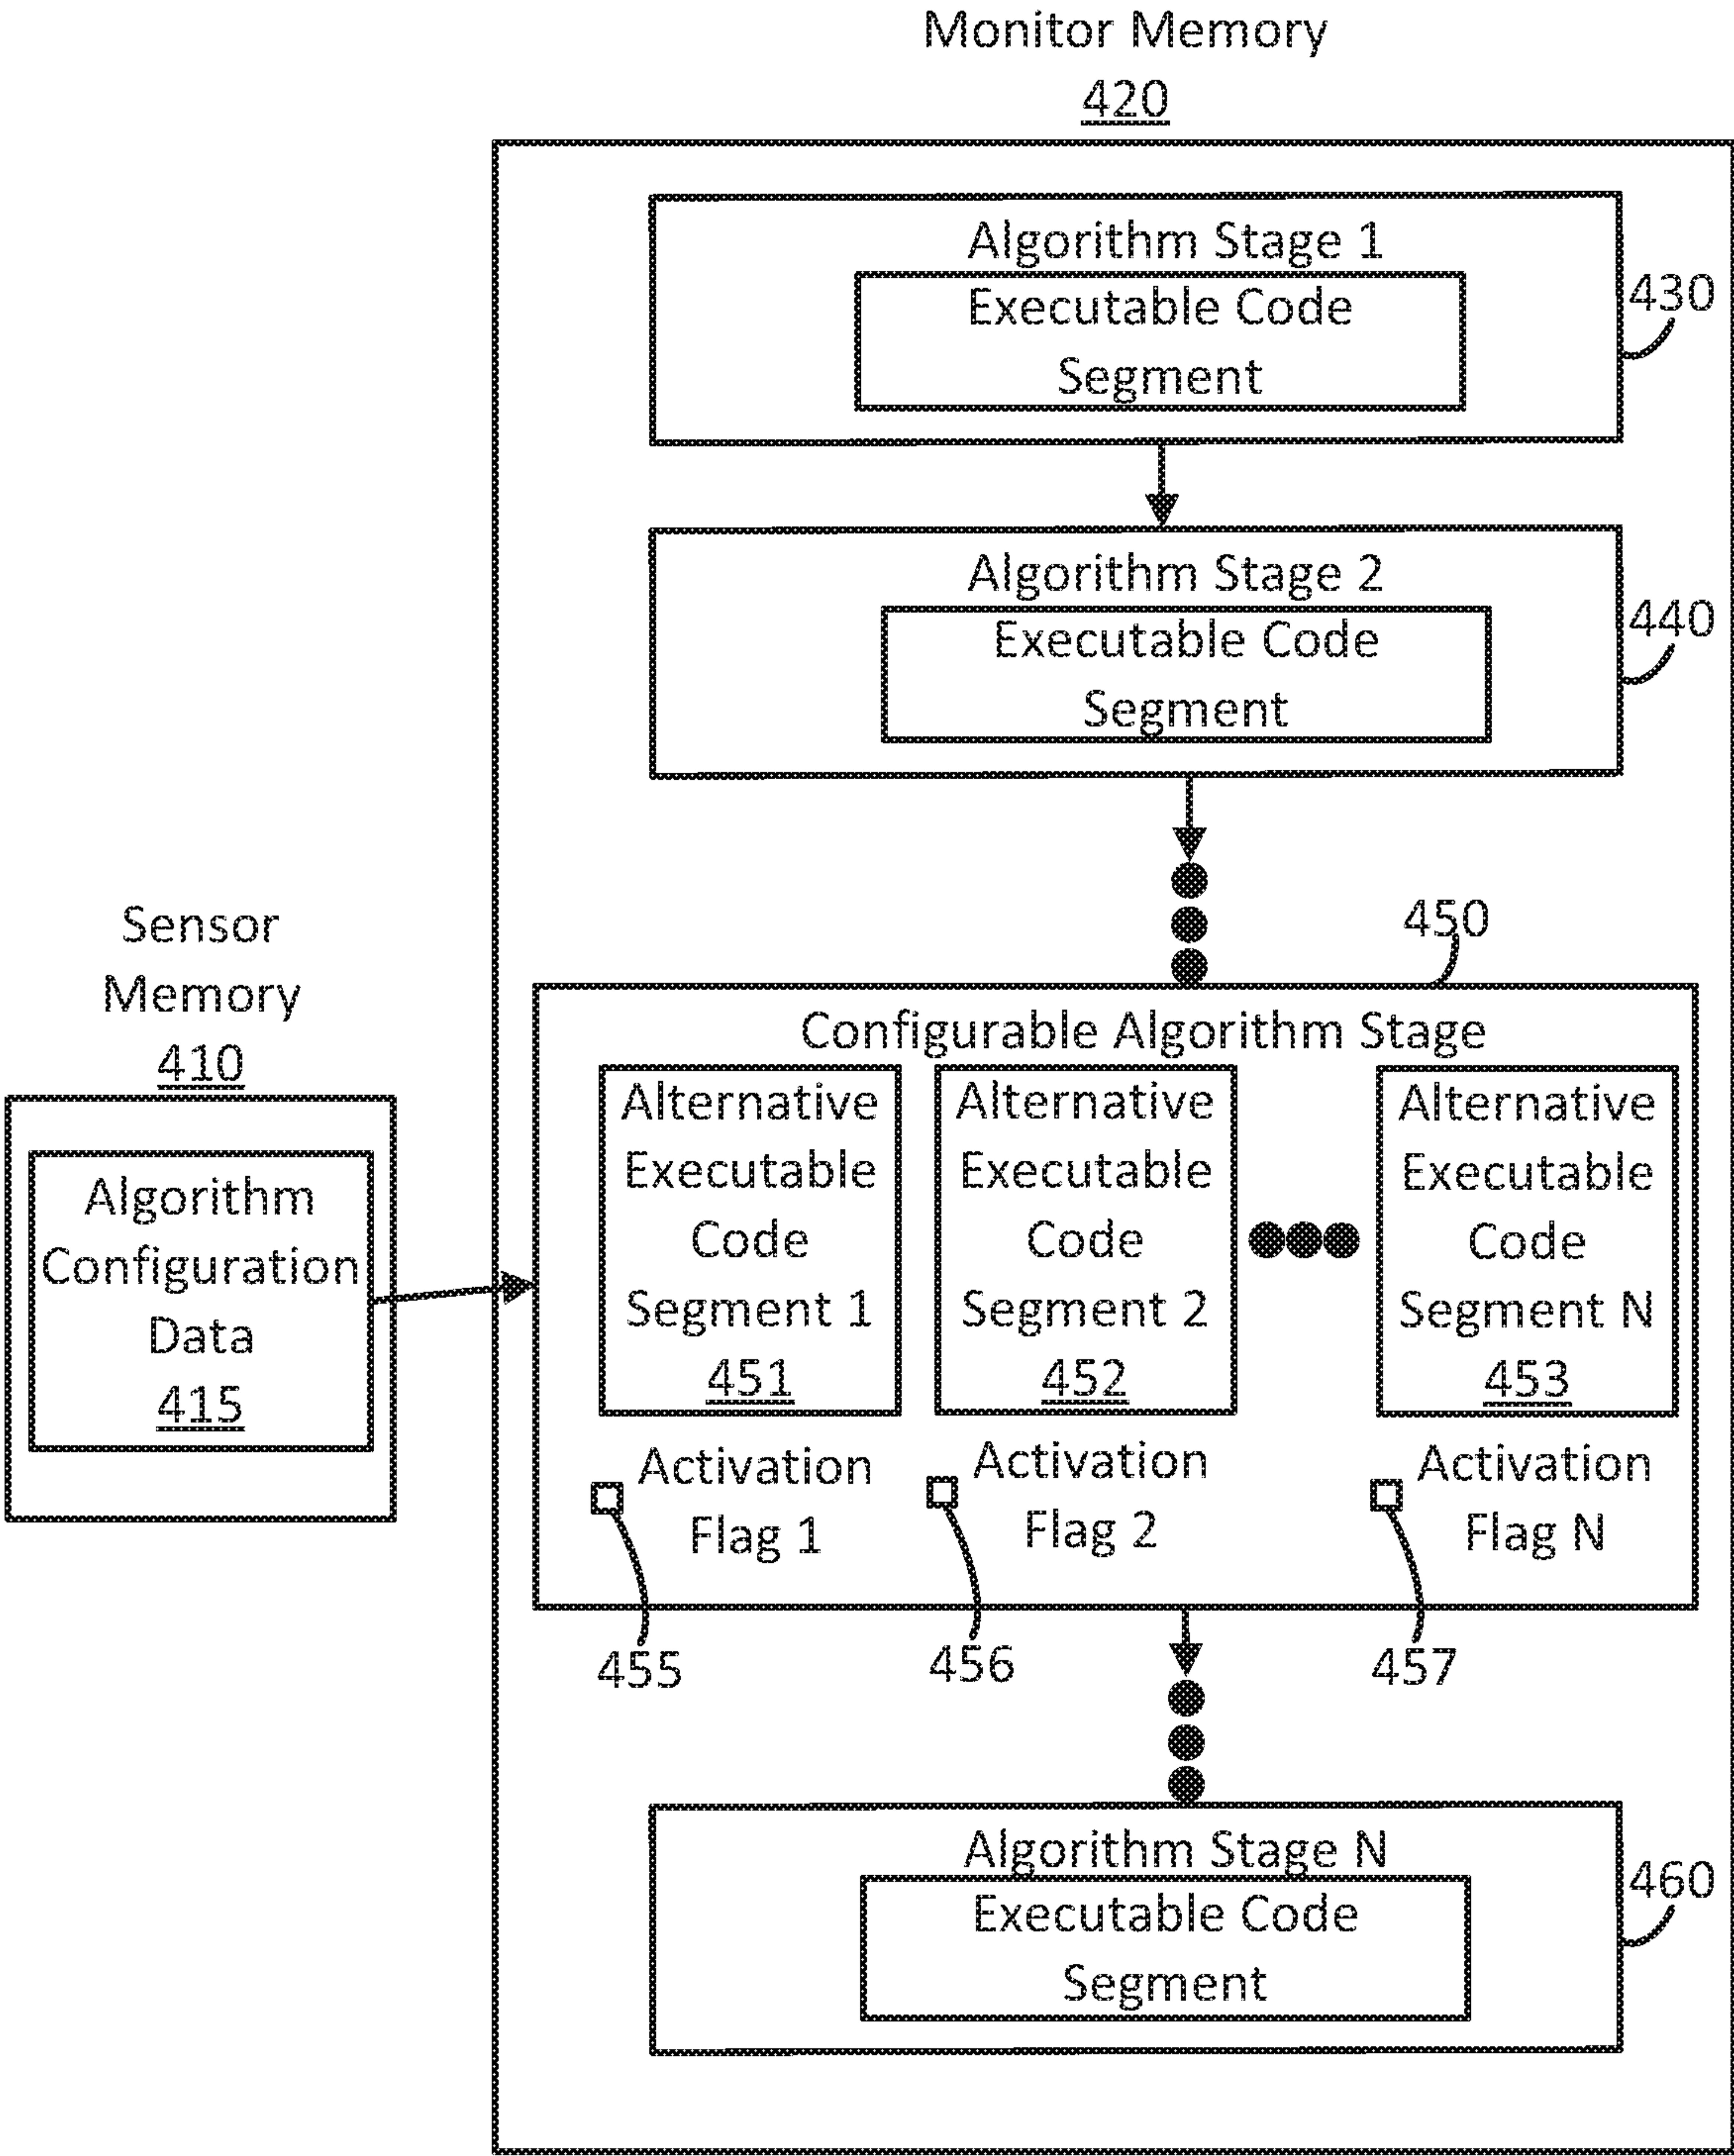 Monitor Memory
420
Algorithm Stage 1
Executable Code
Segment
430
Algorithm Stage 2
Executable Code
Segment
440
Sensor
Memory
410
Algorithm
Configuration
Data
415
450
Configurable Algorithm Stage
Alternative
Executable
Code
Segment 1
451
Alternative
Executable
Code
Segment 2
452
Alternative
Executable
Code
Segment N
453
Activation
Flag 1
Activation
Flag 2
Activation
Flag N
455
456
457
Algorithm Stage N
Executable Code
Segment
460